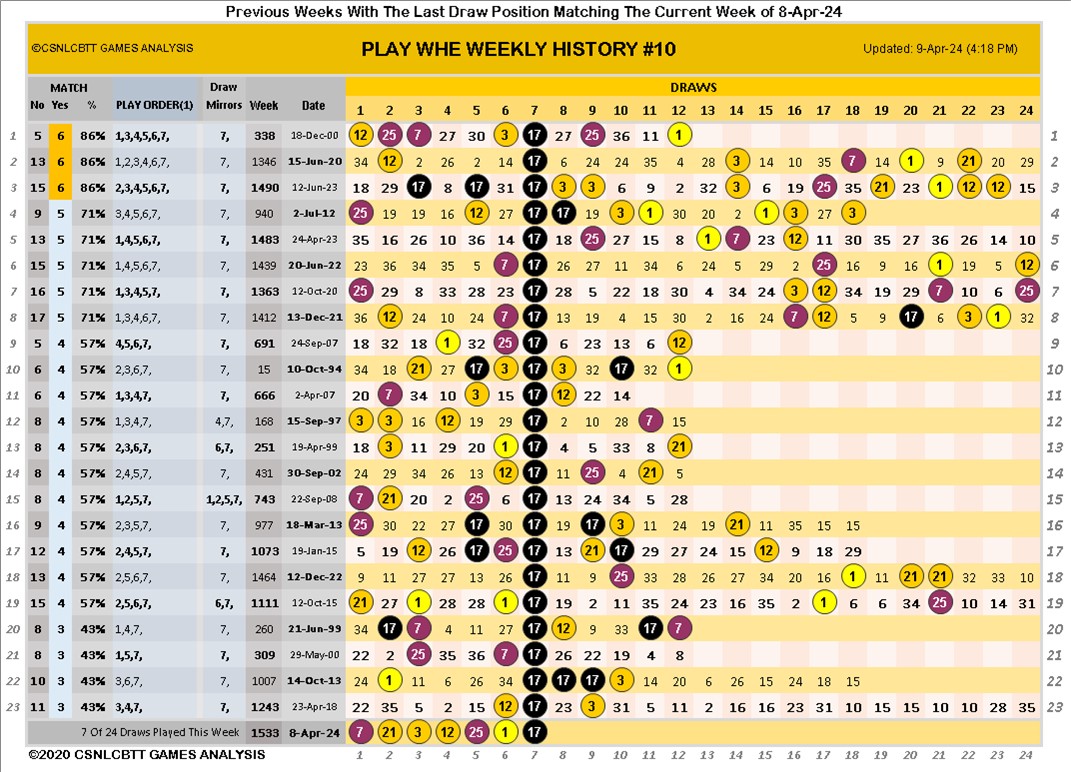 Previous Weeks With The Last Draw Position Matching The Current Week of 8-Apr-24
©CSNLCBTT GAMES ANALYSIS PLAY WHE WEEKLY HISTORY #10 Updated: 9-Apr-24 (4:18 PM)
MATCH Draw DRAWS
No Yes % PLAY ORDER(1) Mirrors Week Date 1 2 3 4 5 6 7 8 9 10 11 12 13 14 15 16 17 18 19 20 21 22 23 24
1 5 6 86% 1,3,4,5,6,7, 7, 338 18-Dec-00 12 25 7 27 30 3 17 27 25 36 11 1 1
2 13 6 86% 1,2,3,4,6,7, 7, 1346 15-Jun-20 34 12 2 26 2 14 17 6 24 24 35 4 28 3 14 10 35 7 14 1 9 22 20 29 2
3 15 6 86% 2,3,4,5,6,7, 7, 1490 12-Jun-23 18 29 17 8 17 31 17 3 3 6 9 2 32 3 6 19 25 35 21 23 1 12 12 15 3
4 9 5 71% 3,4,5,6,7, 7, 940 2-Jul-12 25 19 19 16 12 27 17 17 19 3 1 30 20 2 1 3 27 3 4
5 13 5 71% 1,4,5,6,7, 7, 1483 24-Apr-23 35 16 26 10 36 14 17 18 25 27 15 8 1 7 23 12 11 30 35 27 36 26 14 10 5
6 15 5 71% 1,4,5,6,7, 7, 1439 20-Jun-22 23 36 34 35 5 7 17 26 27 11 34 6 24 5 29 2 25 16 9 16 1 19 5 12 6
7 16 5 71% 1,3,4,5,7, 7, 1363 12-Oct-20 25 29 8 33 28 23 17 28 5 22 18 30 4 34 24 3 12 34 19 29 7 10 6 25 7
8 17 5 71% 1,3,4,6,7, 7, 1412 13-Dec-21 36 12 24 10 24 7 17 13 19 4 15 30 2 16 24 7 12 5 9 17 6 3 1 32 8
9 5 4 57% 4,5,6,7, 7, 691 24-Sep-07 18 32 18 1 32 25 17 6 23 13 6 12 9
10 6 4 57% 2,3,6,7, 7, 15 10-Oct-94 34 18 21 27 17 3 17 3 32 17 32 1 10
11 6 4 57% 1,3,4,7, 7, 666 2-Apr-07 20 7 34 10 3 15 17 12 22 14 11
12 8 4 57% 1,3,4,7, 4,7, 168 15-Sep-97 3 3 16 12 19 29 17 2 10 28 7 15 12
13 8 4 57% 2,3,6,7, 6,7, 251 19-Apr-99 18 3 11 29 20 1 17 4 5 33 8 21 13
14 8 4 57% 2,4,5,7, 7, 431 30-Sep-02 24 29 34 26 13 12 17 11 25 4 21 5 14
15 8 4 57% 1,2,5,7, 1,2,5,7, 743 22-Sep-08 7 21 20 2 25 6 17 13 24 34 5 28 15
16 9 4 57% 2,3,5,7, 7, 977 18-Mar-13 25 30 22 27 17 30 17 19 17 3 11 24 19 21 11 35 15 15 16
17 12 4 57% 2,4,5,7, 7, 1073 19-Jan-15 5 19 12 26 17 25 17 13 21 17 29 27 24 15 12 9 18 29 17
18 13 4 57% 2,5,6,7, 7, 1464 12-Dec-22 9 11 27 27 13 26 17 11 9 25 33 28 26 27 34 20 16 1 11 21 21 32 33 10 18
19 15 4 57% 2,5,6,7, 6,7, 1111 12-Oct-15 21 27 1 28 28 1 17 19 2 11 35 24 23 16 35 2 1 6 6 34 25 10 14 31 19
20 8 3 43% 1,4,7, 7, 260 21-Jun-99 34 17 7 4 11 27 17 12 9 33 17 7 20
21 8 3 43% 1,5,7, 7, 309 29-May-00 22 2 25 35 36 7 17 26 22 19 4 8 21
22 10 3 43% 3,6,7, 7, 1007 14-Oct-13 24 1 11 6 26 34 17 17 17 3 14 20 6 26 15 24 18 15 22
23 11 3 43% 3,4,7, 7, 1243 23-Apr-18 22 35 5 2 15 12 17 23 3 31 5 11 2 16 16 23 31 10 15 15 10 10 28 35 23
7 Of 24 Draws Played This Week 1533 8-Apr-24 7 21 3 12 25 1 17
©2020 CSNLCBTT GAMES ANALYSIS 1 2 3 4 5 6 7 8 9 10 11 12 13 14 15 16 17 18 19 20 21 22 23 24